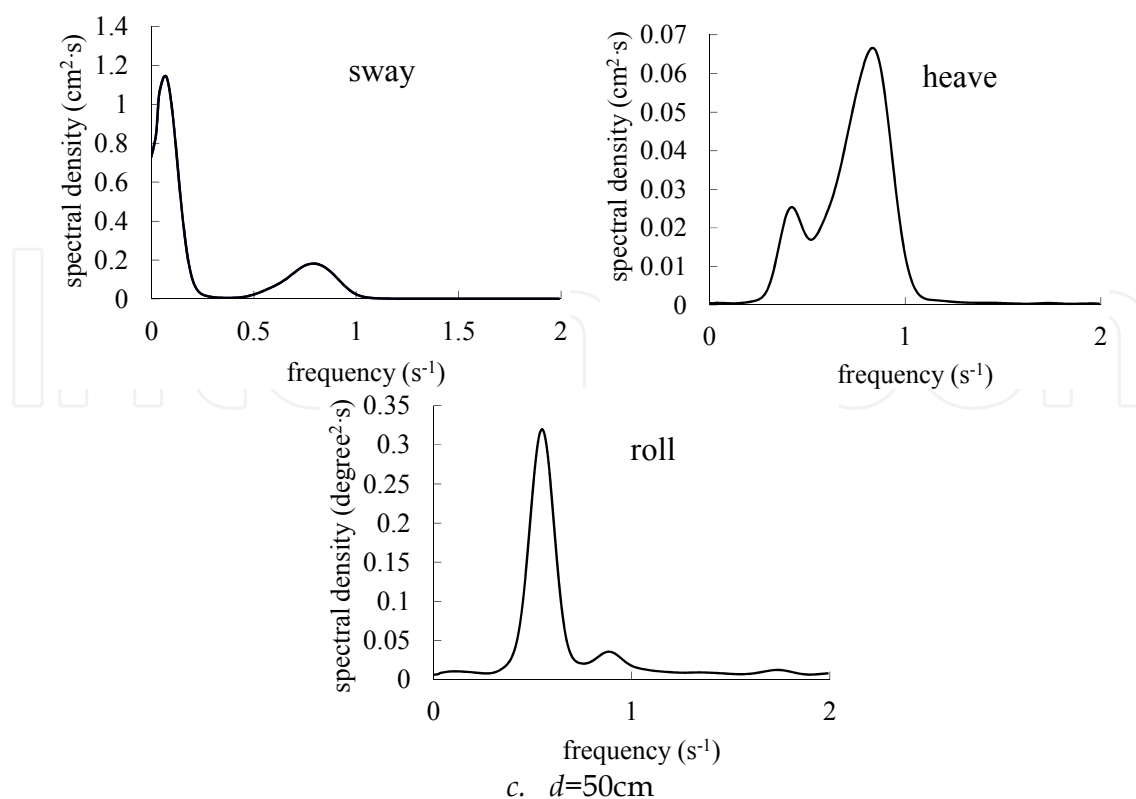 sway
spectral density (cm²·s)
1.4
1.2
1
0.8
0.6
0.4
0.2
0
0 0.5 1 1.5 2
frequency (s⁻¹)
heave
spectral density (cm²·s)
0.07
0.06
0.05
0.04
0.03
0.02
0.01
0
0 1 2
frequency (s⁻¹)
roll
spectral density (degree²·s)
0.35
0.3
0.25
0.2
0.15
0.1
0.05
0
0 1 2
frequency (s⁻¹)
c. d=50cm